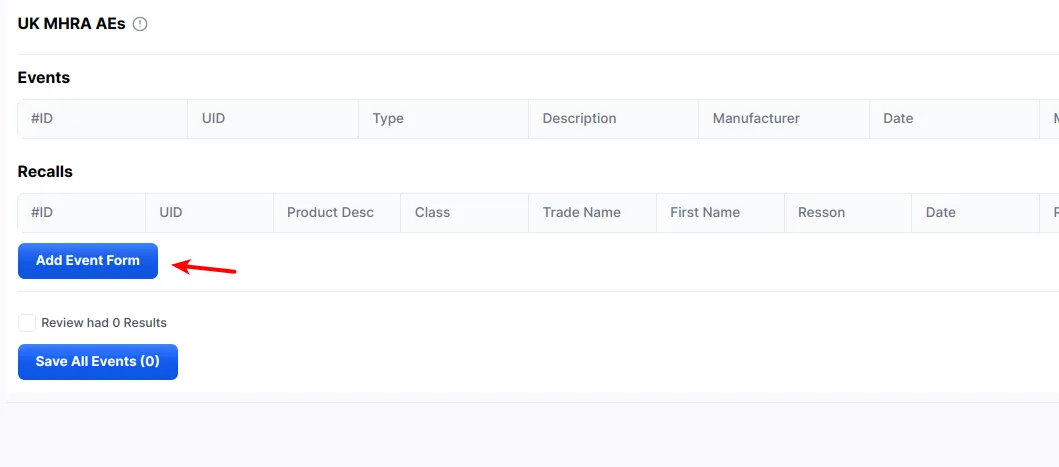 UK MHRA AEs
Events
#ID UID Type Description Manufacturer Date
Recalls
#ID UID Product Desc Class Trade Name First Name Resson Date
Add Event Form
Review had 0 Results
Save All Events (0)